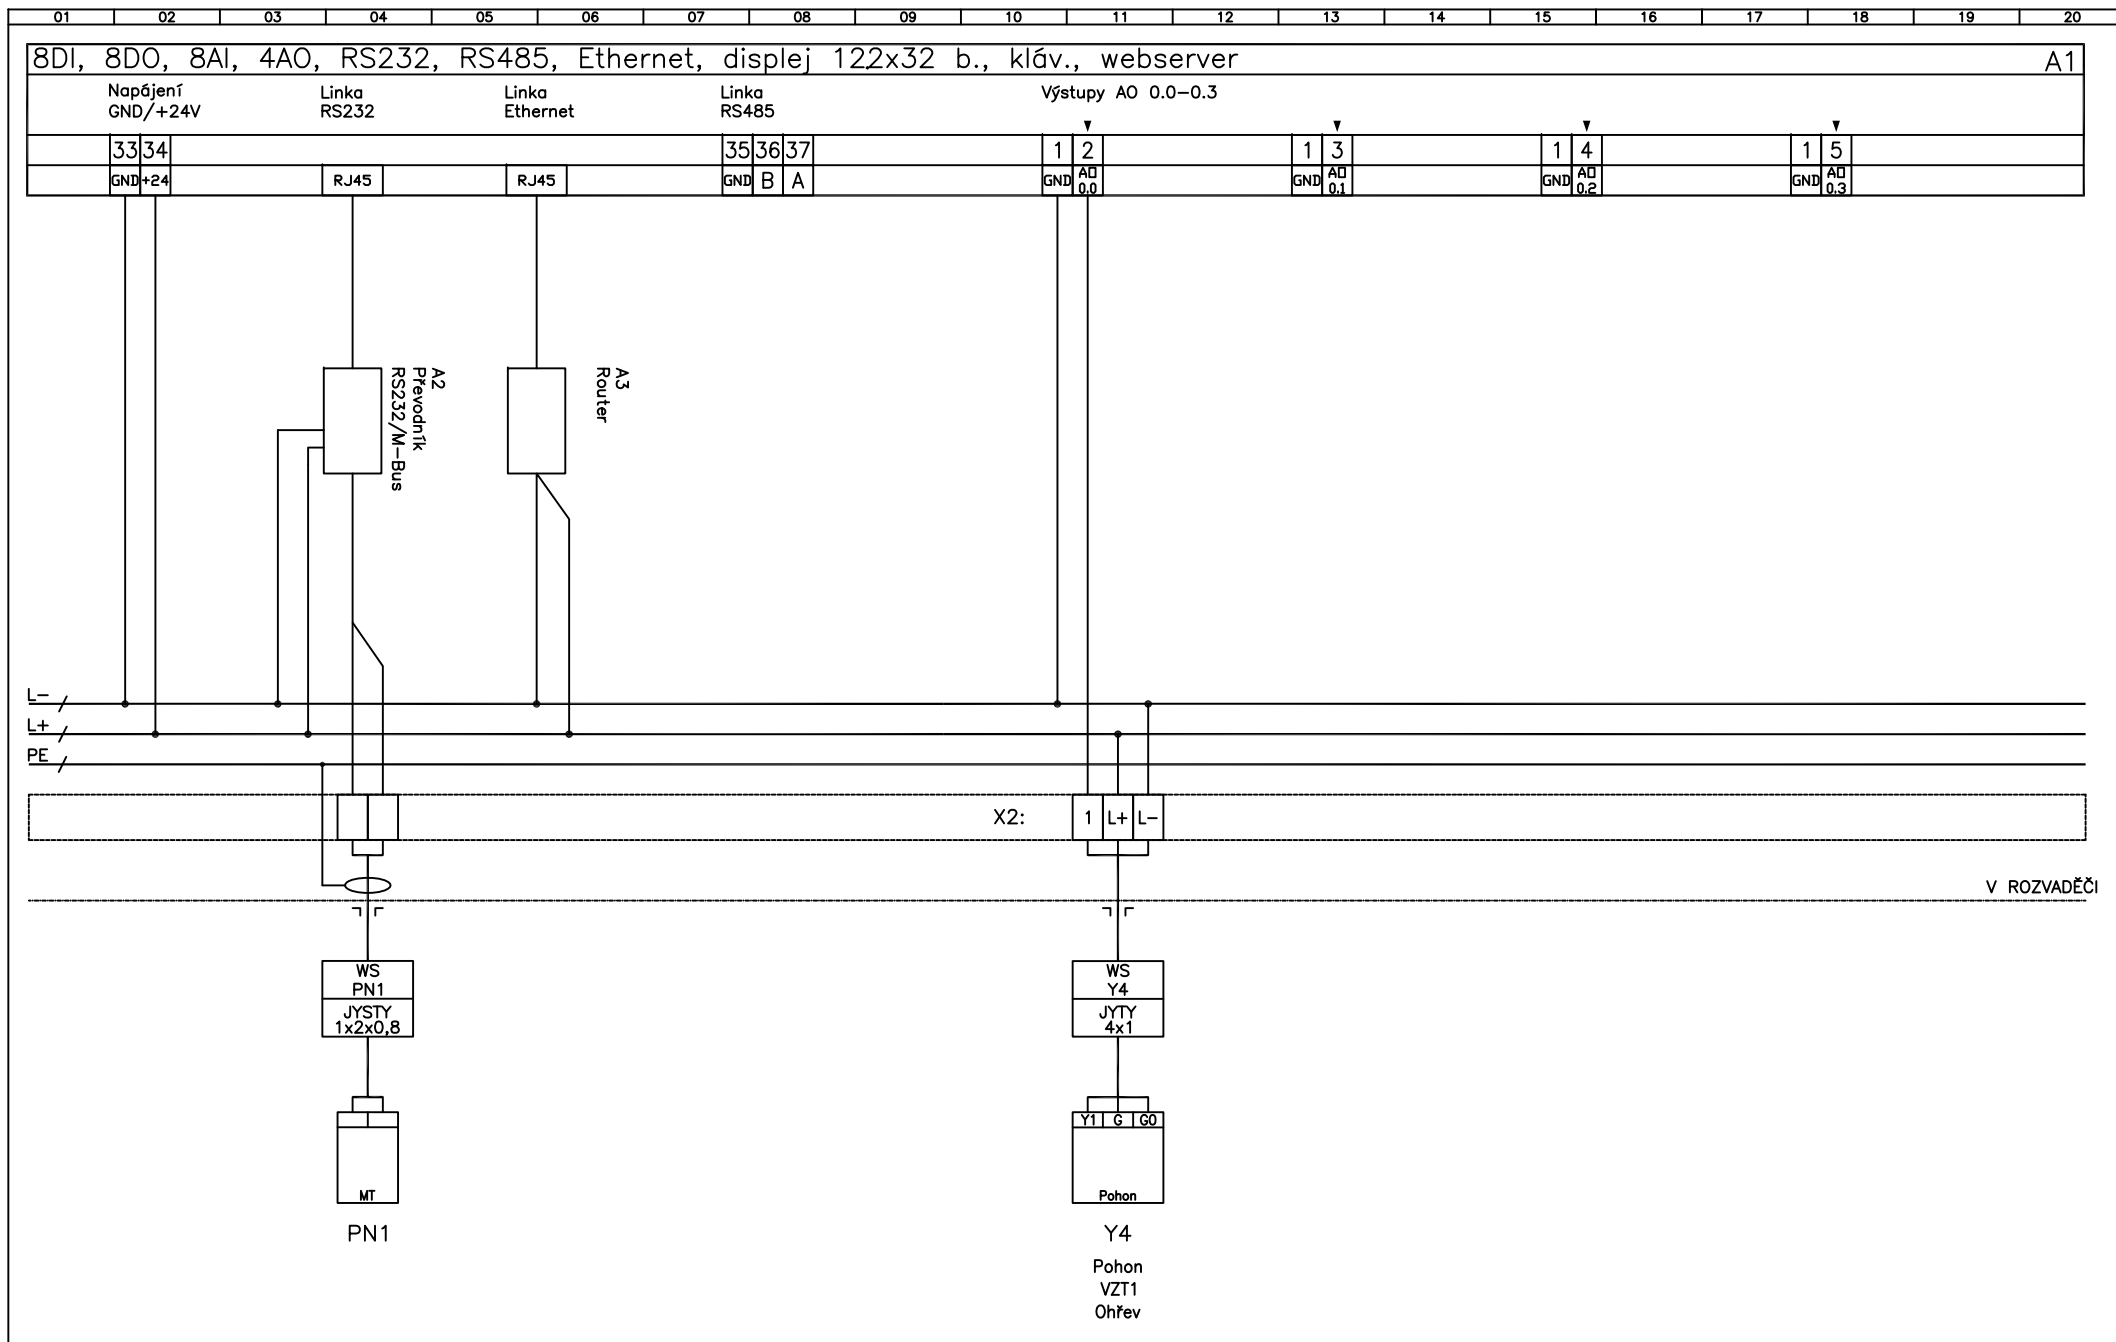 01 02 03 04 05 06 07 08 09 10 11 12 13 14 15 16 17 18 19 20
8DI, 8DO, 8AI, 4AO, RS232, RS485, Ethernet, displej 122x32 b., kláv., webserver A1
Napájení
GND/+24V
Linka
RS232
Linka
Ethernet
Linka
RS485
Výstupy AO 0.0-0.3
33 34 35 36 37 1 2 1 3 1 4 1 5
GND +24 RJ45 RJ45 GND B A GND AO 0.0 GND AO 0.1 GND AO 0.2 GND AO 0.3
A2
Převodník
RS232/M-Bus
A3
Router
L-
L+
PE
X2: 1 L+ L-
V ROZVADĚČI
WS
PN1
JYSTY
1x2x0,8
MT
PN1
WS
Y4
JYTY
4x1
Y1 G G0
Pohon
Y4
Pohon
VZT1
Ohřev